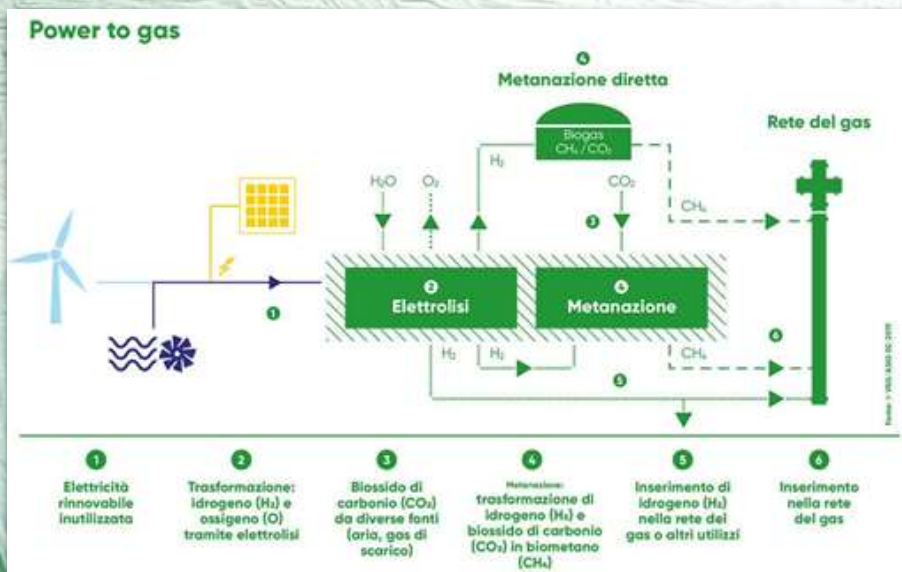 Power to gas
4
Metanazione diretta
Rete del gas
Biogas
CH₄ / CO₂
H₂
H₂O
O₂
CO₂
CH₄
3
2
Elettrolisi
4
Metanazione
1
H₂
H₂
CH₄
6
5
1
Elettricità
rinnovabile
inutilizzata
2
Trasformazione:
idrogeno (H₂) e
ossigeno (O)
tramite elettrolisi
3
Biossido di
carbonio (CO₂)
da diverse fonti
(aria, gas di
scarico)
4
Metanazione:
trasformazione di
idrogeno (H₂) e
biossido di carbonio
(CO₂) in biometano
(CH₄)
5
Inserimento di
idrogeno (H₂)
nella rete dei
gas o altri utilizzi
6
Inserimento
nella rete
del gas